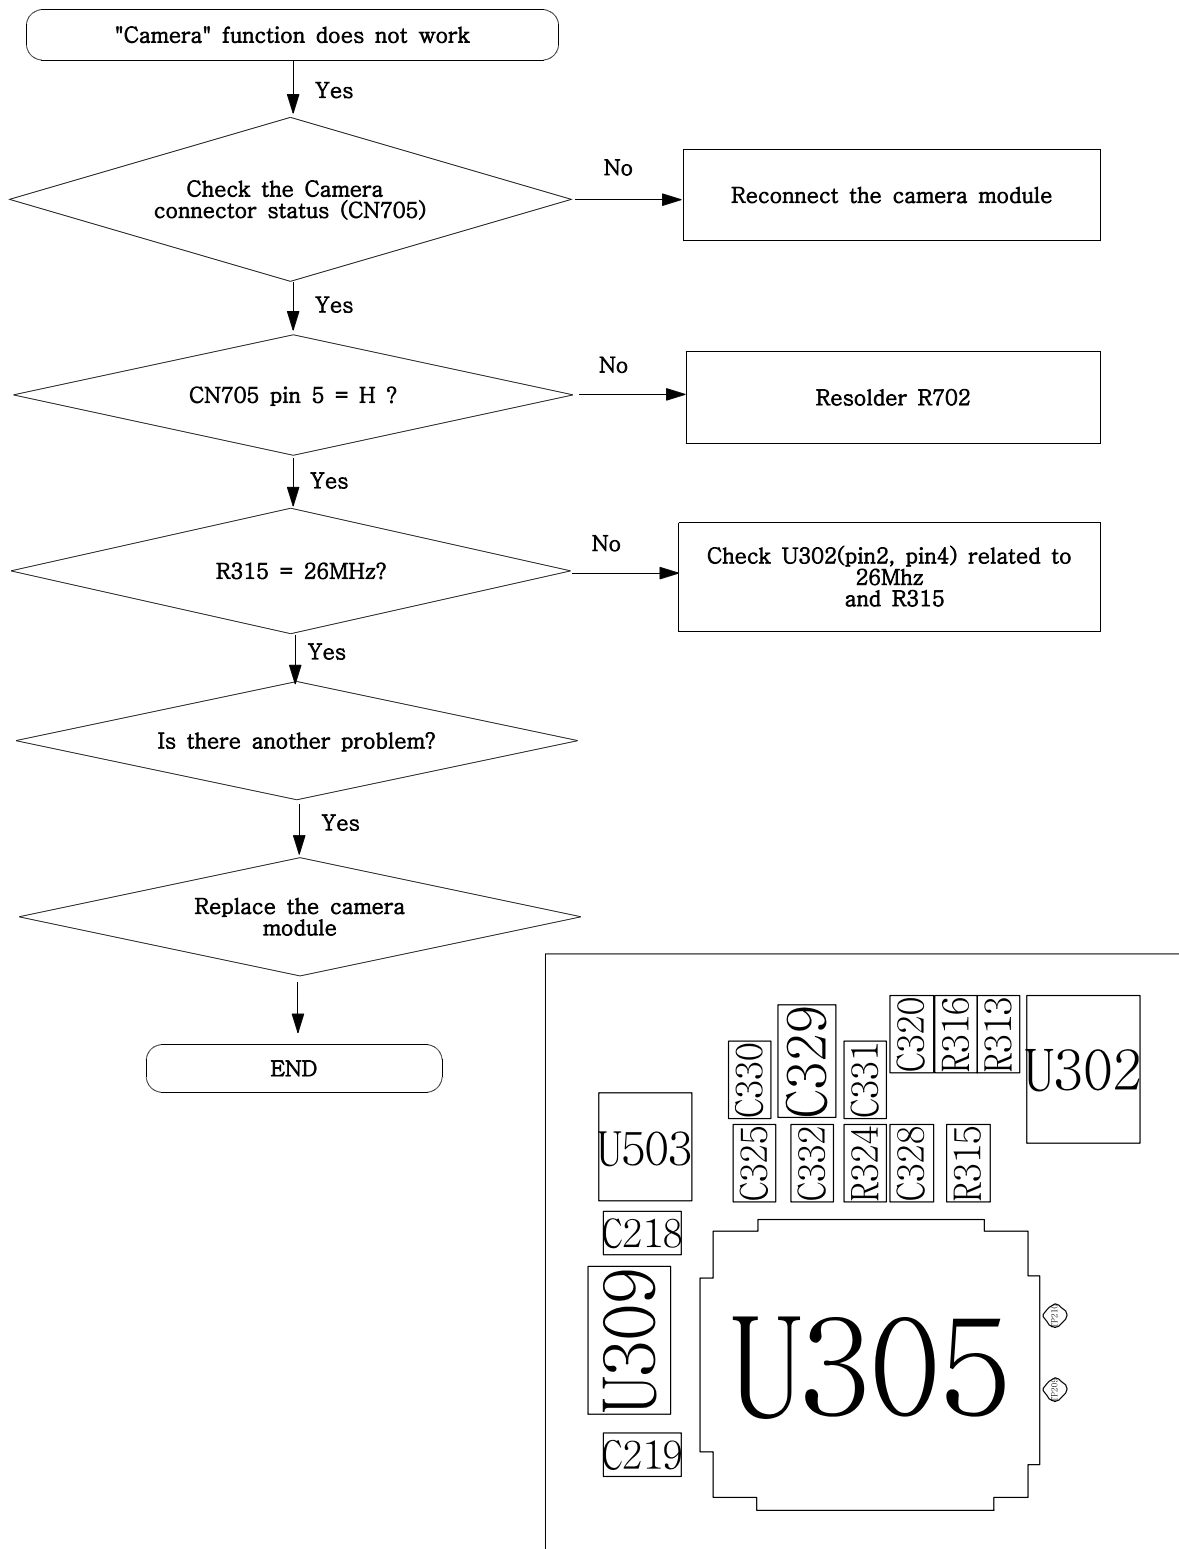 "Camera" function does not work
Yes
Check the Camera
connector status (CN705)
No
Reconnect the camera module
Yes
CN705 pin 5 = H ?
No
Resolder R702
Yes
R315 = 26MHz?
No
Check U302(pin2, pin4) related to
26Mhz
and R315
Yes
Is there another problem?
Yes
Replace the camera
module
END
C330
C329
C331
C320
R316
R313
U302
U503
C325
C332
R324
C328
R315
C218
U309
U305
C219
TP210